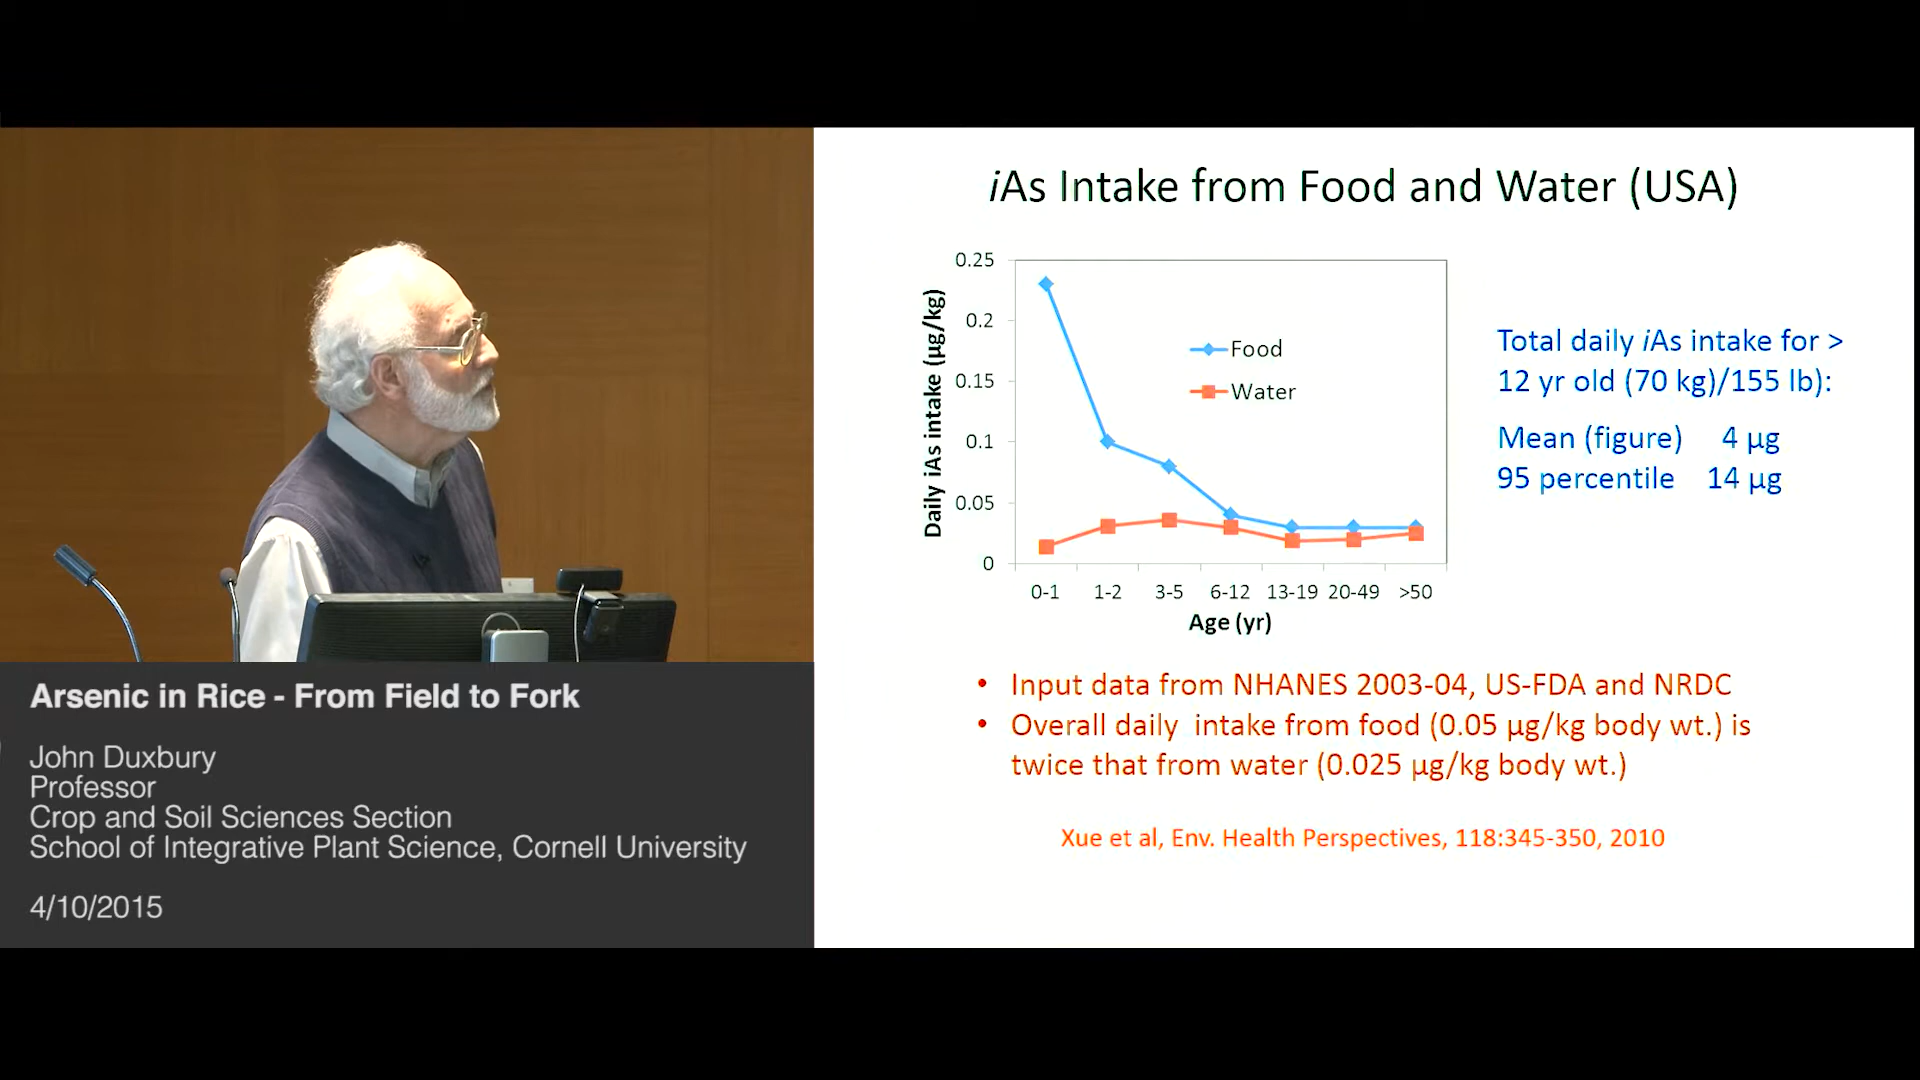 iAs Intake from Food and Water (USA)
0.25
0.2
0.15
0.1
0.05
0
Daily iAs intake (µg/kg)
Food
Water
0-1 1-2 3-5 6-12 13-19 20-49 >50
Age (yr)
Total daily iAs intake for >
12 yr old (70 kg)/155 lb):
Mean (figure) 4 µg
95 percentile 14 µg
• Input data from NHANES 2003-04, US-FDA and NRDC
• Overall daily intake from food (0.05 µg/kg body wt.) is
twice that from water (0.025 µg/kg body wt.)
Xue et al, Env. Health Perspectives, 118:345-350, 2010
Arsenic in Rice - From Field to Fork
John Duxbury
Professor
Crop and Soil Sciences Section
School of Integrative Plant Science, Cornell University
4/10/2015